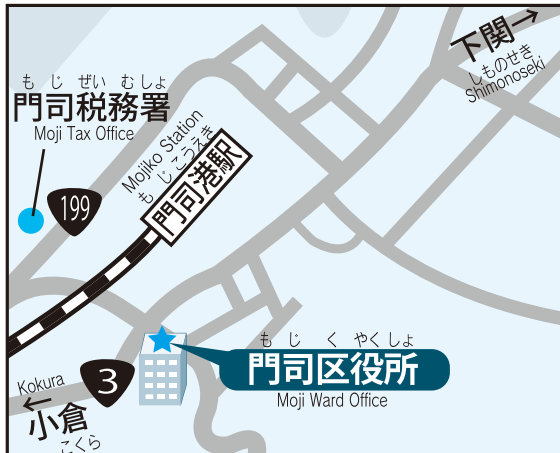 下関→
しものせき
Shimonoseki
も じ ぜい む しょ
門司税務署
Moji Tax Office
Mojiko Station
も じ こうえき
門司港駅
199
も じ く やくしょ
門司区役所
Moji Ward Office
3
Kokura
←
小倉
こくら